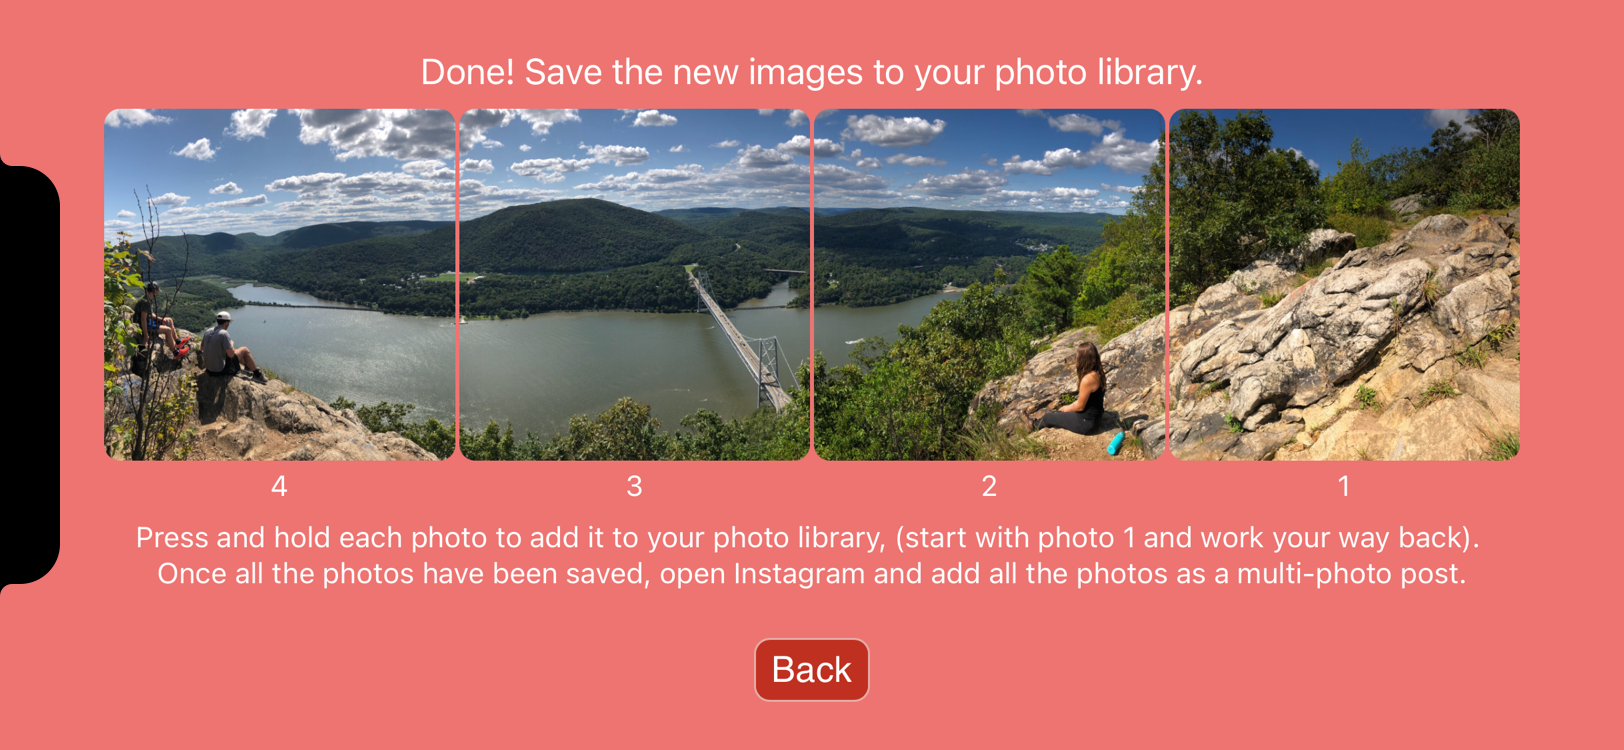 Done! Save the new images to your photo library.
4
3
2
1
Press and hold each photo to add it to your photo library, (start with photo 1 and work your way back).
Once all the photos have been saved, open Instagram and add all the photos as a multi-photo post.
Back